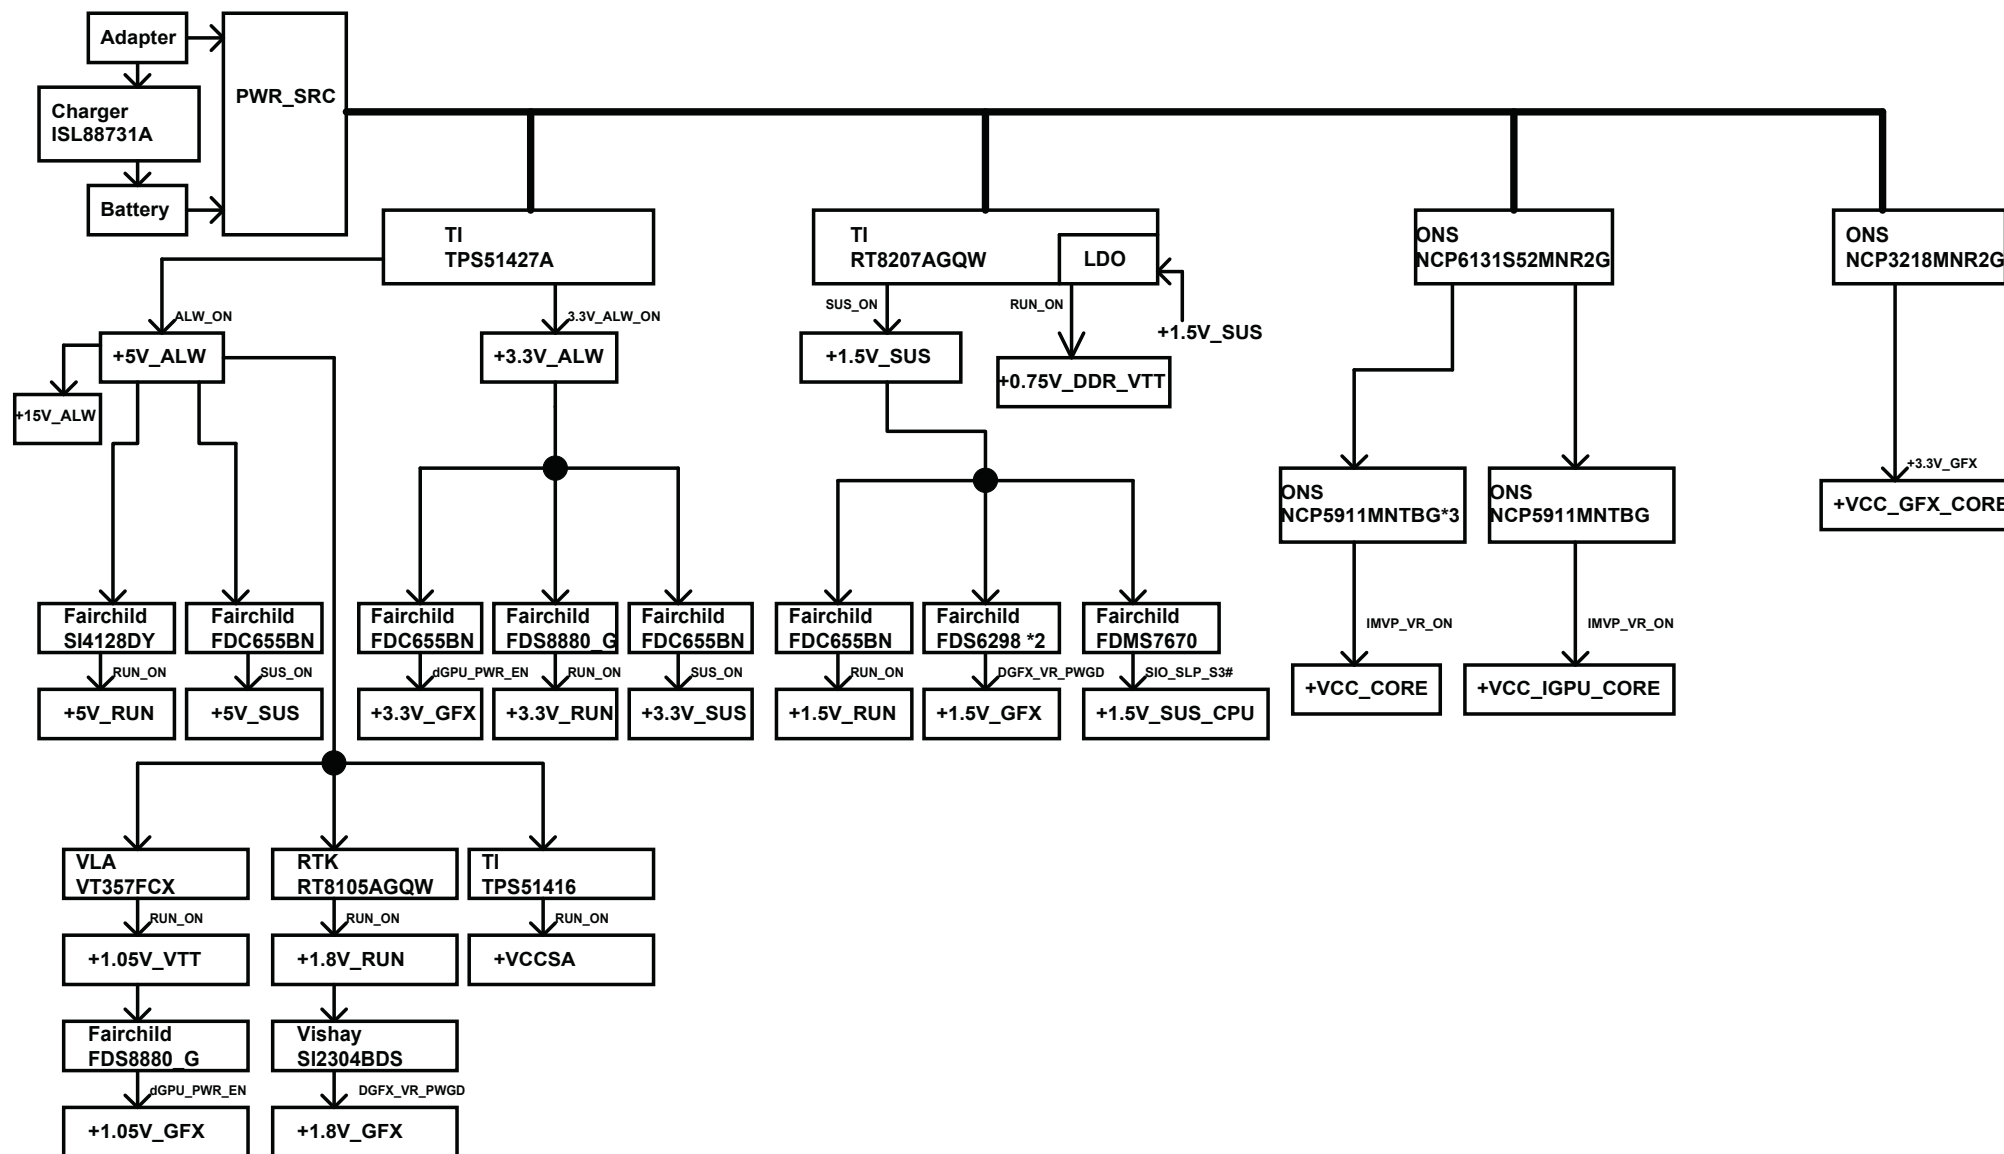 Adapter
PWR_SRC
Charger
ISL88731A
Battery
TI
TPS51427A
TI
RT8207AGQW
LDO
ONS
NCP6131S52MNR2G
ONS
NCP3218MNR2G
ALW_ON
3.3V_ALW_ON
SUS_ON
RUN_ON
+1.5V_SUS
+5V_ALW
+3.3V_ALW
+1.5V_SUS
+0.75V_DDR_VTT
+15V_ALW
+3.3V_GFX
+VCC_GFX_CORE
ONS
NCP5911MNTBG*3
ONS
NCP5911MNTBG
Fairchild
SI4128DY
Fairchild
FDC655BN
Fairchild
FDC655BN
Fairchild
FDS8880_G
Fairchild
FDC655BN
Fairchild
FDC655BN
Fairchild
FDS6298 *2
Fairchild
FDMS7670
IMVP_VR_ON
IMVP_VR_ON
RUN_ON
SUS_ON
dGPU_PWR_EN
RUN_ON
SUS_ON
RUN_ON
DGFX_VR_PWGD
SIO_SLP_S3#
+5V_RUN
+5V_SUS
+3.3V_GFX
+3.3V_RUN
+3.3V_SUS
+1.5V_RUN
+1.5V_GFX
+1.5V_SUS_CPU
+VCC_CORE
+VCC_IGPU_CORE
VLA
VT357FCX
RTK
RT8105AGQW
TI
TPS51416
RUN_ON
RUN_ON
RUN_ON
+1.05V_VTT
+1.8V_RUN
+VCCSA
Fairchild
FDS8880_G
Vishay
SI2304BDS
dGPU_PWR_EN
DGFX_VR_PWGD
+1.05V_GFX
+1.8V_GFX